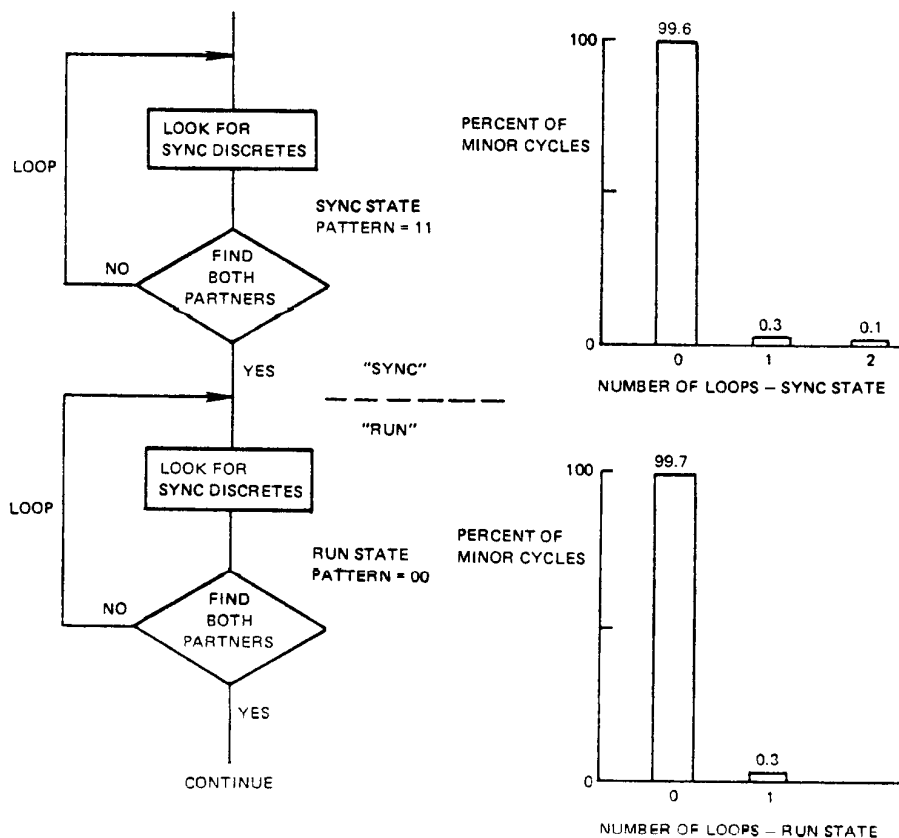 LOOP
LOOK FOR
SYNC DISCRETES
SYNC STATE
PATTERN = 11
NO
FIND
BOTH
PARTNERS
YES
"SYNC"
"RUN"
LOOP
LOOK FOR
SYNC DISCRETES
RUN STATE
PATTERN = 00
NO
FIND
BOTH
PARTNERS
YES
CONTINUE
100
99.6
PERCENT OF
MINOR CYCLES
0.3
0.1
0
0 1 2
NUMBER OF LOOPS – SYNC STATE
100
99.7
PERCENT OF
MINOR CYCLES
0.3
0
0 1
NUMBER OF LOOPS – RUN STATE